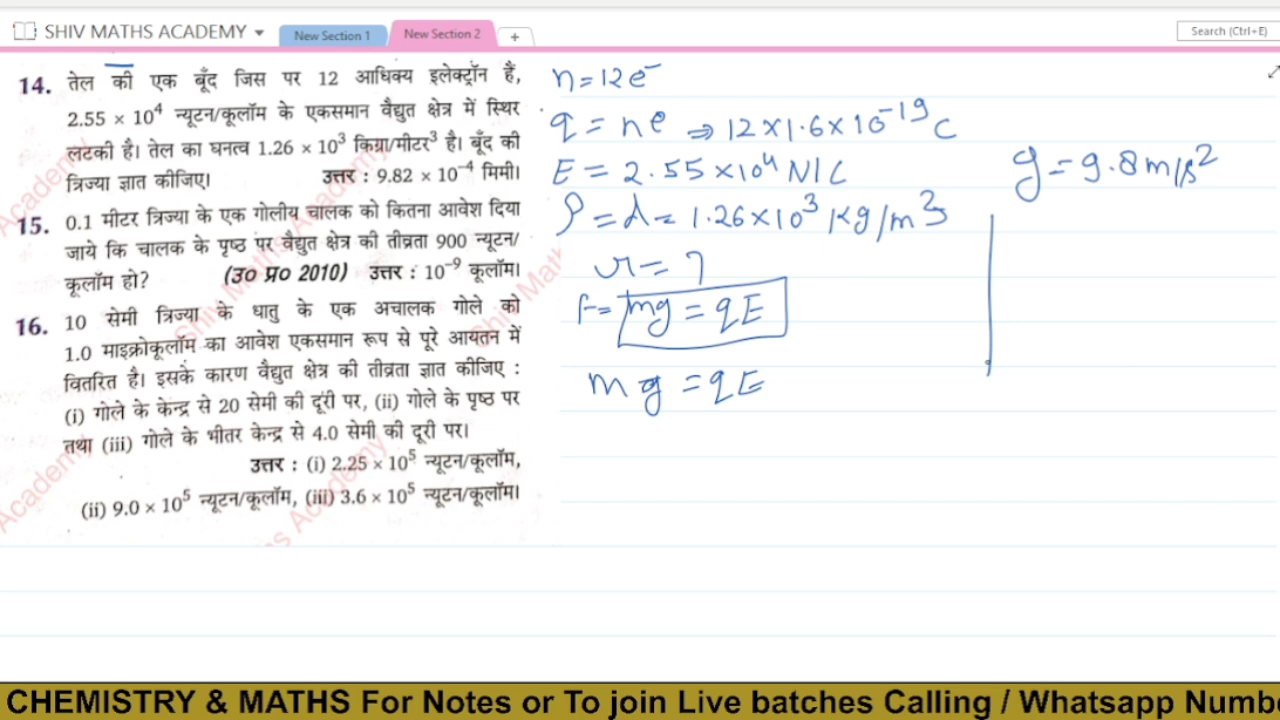 SHIV MATHS ACADEMY
New Section 1
New Section 2
+
Search (Ctrl+E)
14. तेल की एक बूँद जिस पर 12 आधिक्य इलेक्ट्रॉन हैं,
2.55 × 10⁴ न्यूटन/कूलॉम के एकसमान वैद्युत क्षेत्र में स्थिर
लटकी है। तेल का घनत्व 1.26 × 10³ किग्रा/मीटर³ है। बूँद की
त्रिज्या ज्ञात कीजिए। उत्तर : 9.82 × 10⁻⁴ मिमी।
15. 0.1 मीटर त्रिज्या के एक गोलीय चालक को कितना आवेश दिया
जाये कि चालक के पृष्ठ पर वैद्युत क्षेत्र की तीव्रता 900 न्यूटन/
कूलॉम हो? (उ० प्र० 2010) उत्तर : 10⁻⁹ कूलॉम।
16. 10 सेमी त्रिज्या के धातु के एक अचालक गोले को
1.0 माइक्रोकूलॉम का आवेश एकसमान रूप से पूरे आयतन में
वितरित है। इसके कारण वैद्युत क्षेत्र की तीव्रता ज्ञात कीजिए :
(i) गोले के केन्द्र से 20 सेमी की दूरी पर, (ii) गोले के पृष्ठ पर
तथा (iii) गोले के भीतर केन्द्र से 4.0 सेमी की दूरी पर।
उत्तर : (i) 2.25 × 10⁵ न्यूटन/कूलॉम,
(ii) 9.0 × 10⁵ न्यूटन/कूलॉम, (iii) 3.6 × 10⁵ न्यूटन/कूलॉम।
n = 12e⁻
q = ne ⇒ 12×1.6×10⁻¹⁹ C
E = 2.55×10⁴ N/C
ρ = d = 1.26×10³ Kg/m³
r = ?
F = mg = qE
mg = qE
g = 9.8 m/s²
CHEMISTRY & MATHS For Notes or To join Live batches Calling / Whatsapp Numb